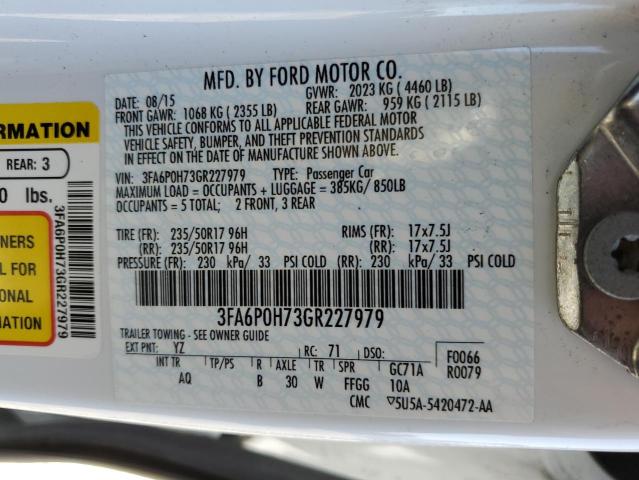 MFD. BY FORD MOTOR CO.
DATE: 08/15 GVWR: 2023 KG ( 4460 LB)
FRONT GAWR: 1068 KG ( 2355 LB) REAR GAWR: 959 KG ( 2115 LB)
THIS VEHICLE CONFORMS TO ALL APPLICABLE FEDERAL MOTOR
VEHICLE SAFETY, BUMPER, AND THEFT PREVENTION STANDARDS
IN EFFECT ON THE DATE OF MANUFACTURE SHOWN ABOVE.
VIN: 3FA6P0H73GR227979 TYPE: Passenger Car
MAXIMUM LOAD = OCCUPANTS + LUGGAGE = 385KG/ 850LB
OCCUPANTS = 5 TOTAL; 2 FRONT, 3 REAR
TIRE (FR): 235/50R17 96H RIMS (FR): 17x7.5J
(RR): 235/50R17 96H (RR): 17x7.5J
PRESSURE (FR): 230 kPa/ 33 PSI COLD (RR): 230 kPa/ 33 PSI COLD
3FA6P0H73GR227979
TRAILER TOWING - SEE OWNER GUIDE
EXT PNT: YZ RC: 71 DSO: F0066
INT TR TP/PS R AXLE TR SPR GC71A R0079
AQ B 30 W FFGG 10A
CMC 5U5A-5420472-AA
ORMATION
REAR: 3
0 lbs.
3FA6P0H73GR227979
NERS
L FOR
ONAL
MATION